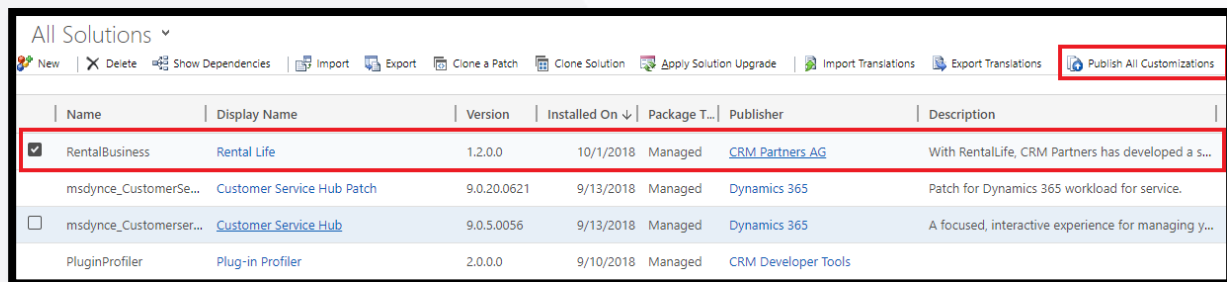 All Solutions
New Delete Show Dependencies Import Export Clone a Patch Clone Solution Apply Solution Upgrade Import Translations Export Translations Publish All Customizations
Name Display Name Version Installed On ↓ Package T... Publisher Description
RentalBusiness Rental Life 1.2.0.0 10/1/2018 Managed CRM Partners AG With RentalLife, CRM Partners has developed a s...
msdynce_CustomerSe... Customer Service Hub Patch 9.0.20.0621 9/13/2018 Managed Dynamics 365 Patch for Dynamics 365 workload for service.
msdynce_Customerser... Customer Service Hub 9.0.5.0056 9/13/2018 Managed Dynamics 365 A focused, interactive experience for managing y...
PluginProfiler Plug-in Profiler 2.0.0.0 9/10/2018 Managed CRM Developer Tools